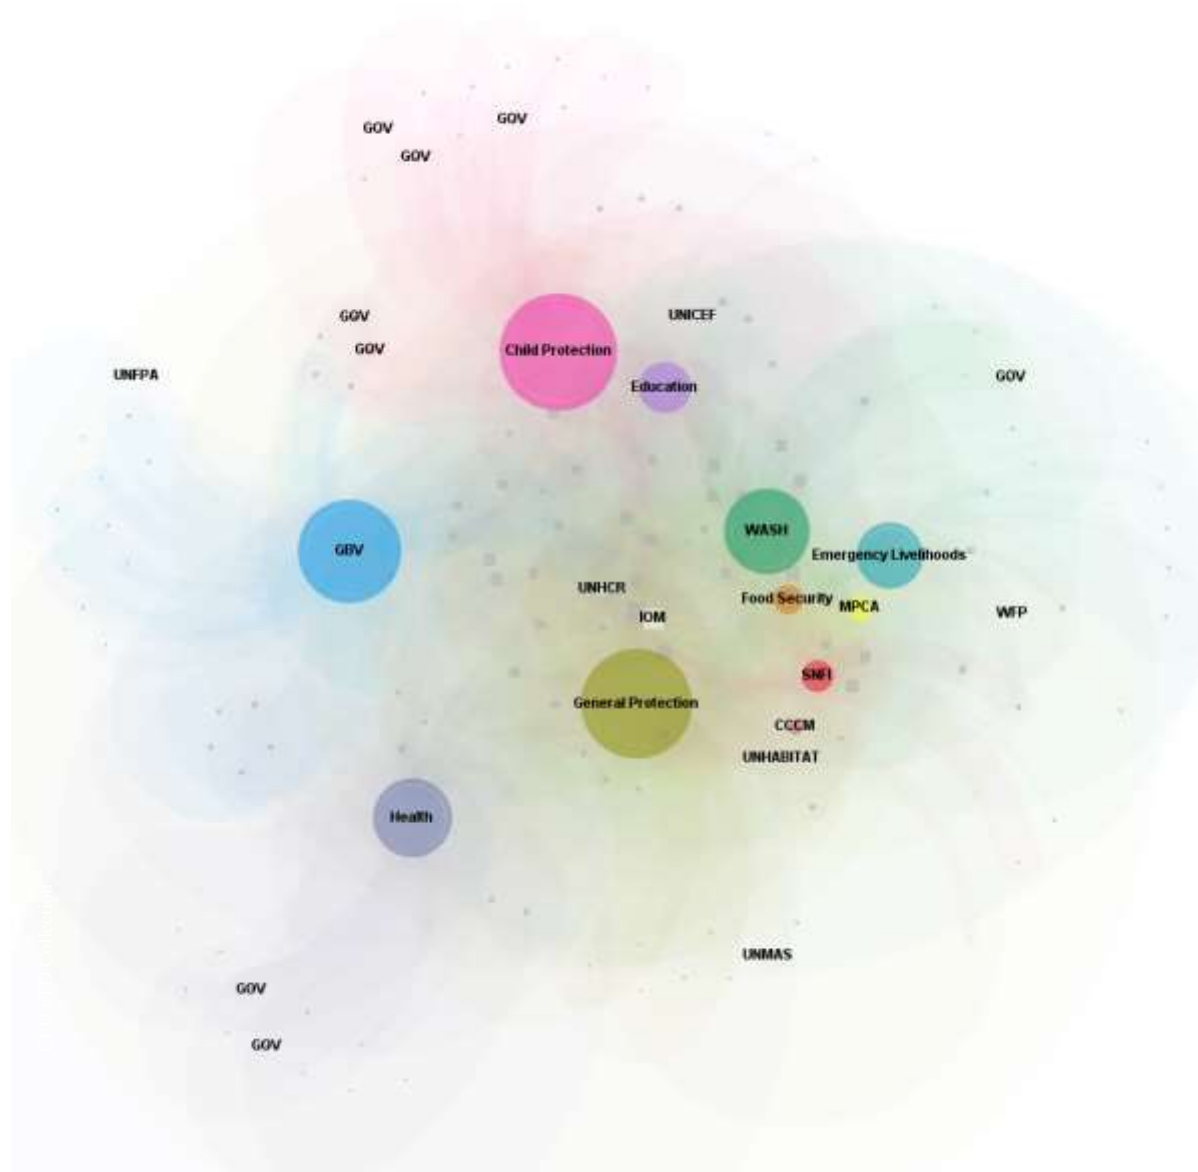 GOV
GOV
GOV
GOV
UNICEF
GOV
Child Protection
UNFPA
GOV
Education
WASH
GBV
Emergency Livelihoods
UNHCR
Food Security
MPCA
WFP
IOM
SNFI
General Protection
CCCM
UNHABITAT
Health
UNMAS
GOV
GOV